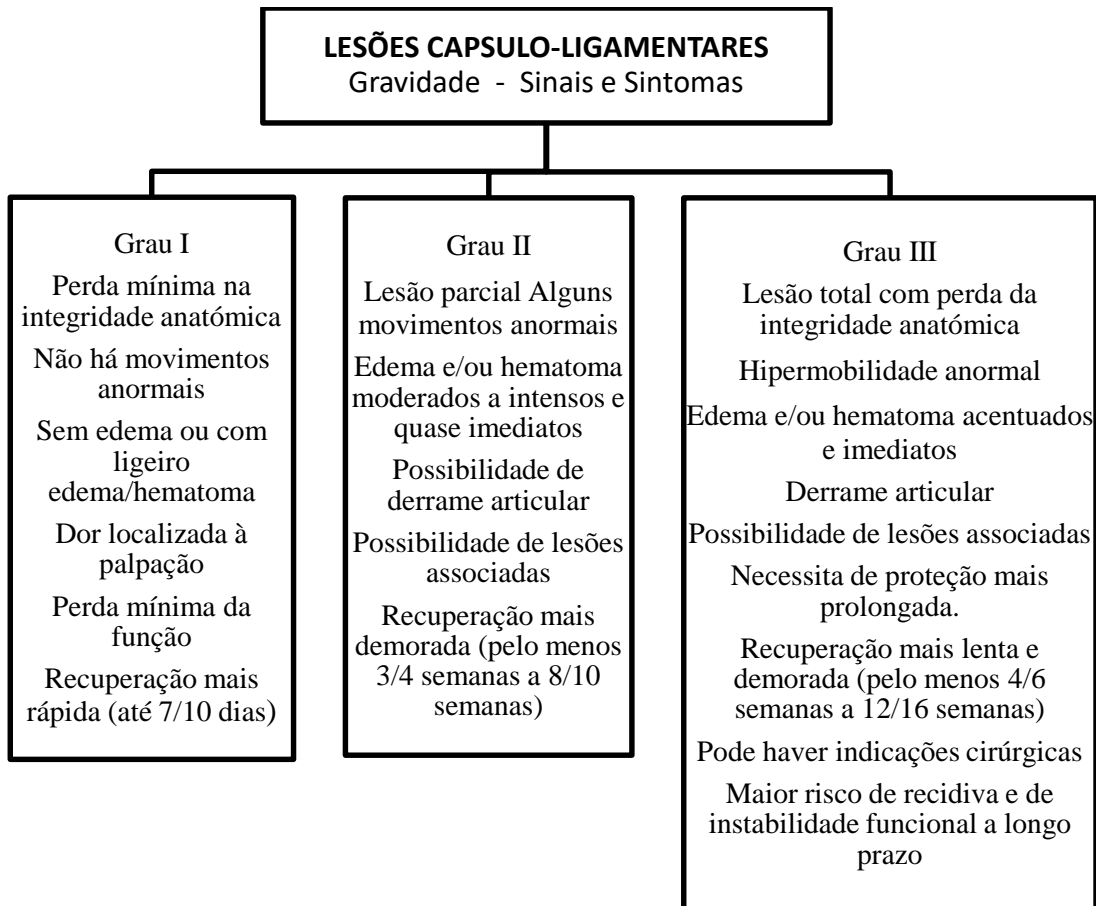 LESÕES CAPSULO-LIGAMENTARES
Gravidade - Sinais e Sintomas
Grau I
Perda mínima na
integridade anatómica
Não há movimentos
anormais
Sem edema ou com
ligeiro
edema/hematoma
Dor localizada à
palpação
Perda mínima da
função
Recuperação mais
rápida (até 7/10 dias)
Grau II
Lesão parcial Alguns
movimentos anormais
Edema e/ou hematoma
moderados a intensos e
quase imediatos
Possibilidade de
derrame articular
Possibilidade de lesões
associadas
Recuperação mais
demorada (pelo menos
3/4 semanas a 8/10
semanas)
Grau III
Lesão total com perda da
integridade anatómica
Hipermobilidade anormal
Edema e/ou hematoma acentuados
e imediatos
Derrame articular
Possibilidade de lesões associadas
Necessita de proteção mais
prolongada.
Recuperação mais lenta e
demorada (pelo menos 4/6
semanas a 12/16 semanas)
Pode haver indicações cirúrgicas
Maior risco de recidiva e de
instabilidade funcional a longo
prazo